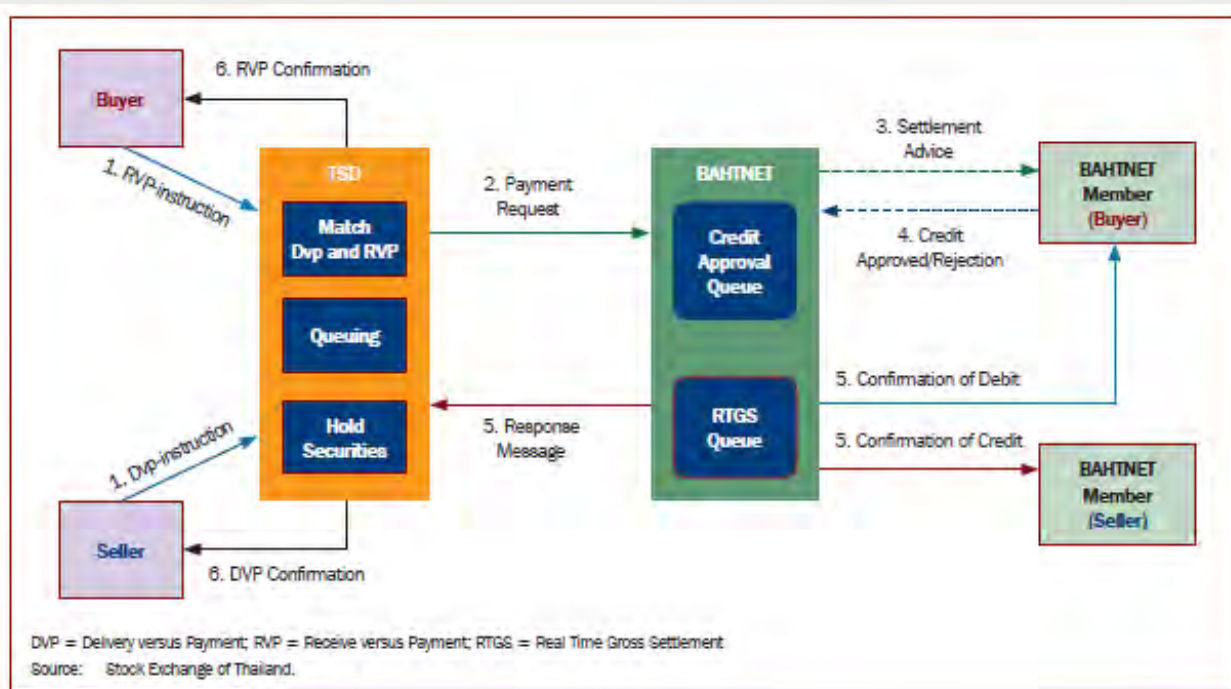 6. RVP Confirmation
Buyer
1. RVP-instruction
TSD
Match
Dvp and RVP
Queuing
Hold
Securities
1. Dvp-instruction
Seller
6. DVP Confirmation
2. Payment
Request
5. Response
Message
BAHTNET
Credit
Approval
Queue
RTGS
Queue
3. Settlement
Advice
4. Credit
Approved/Rejection
BAHTNET
Member
(Buyer)
5. Confirmation of Debit
5. Confirmation of Credit
BAHTNET
Member
(Seller)
DVP = Delivery versus Payment; RVP = Receive versus Payment; RTGS = Real Time Gross Settlement
Source: Stock Exchange of Thailand.